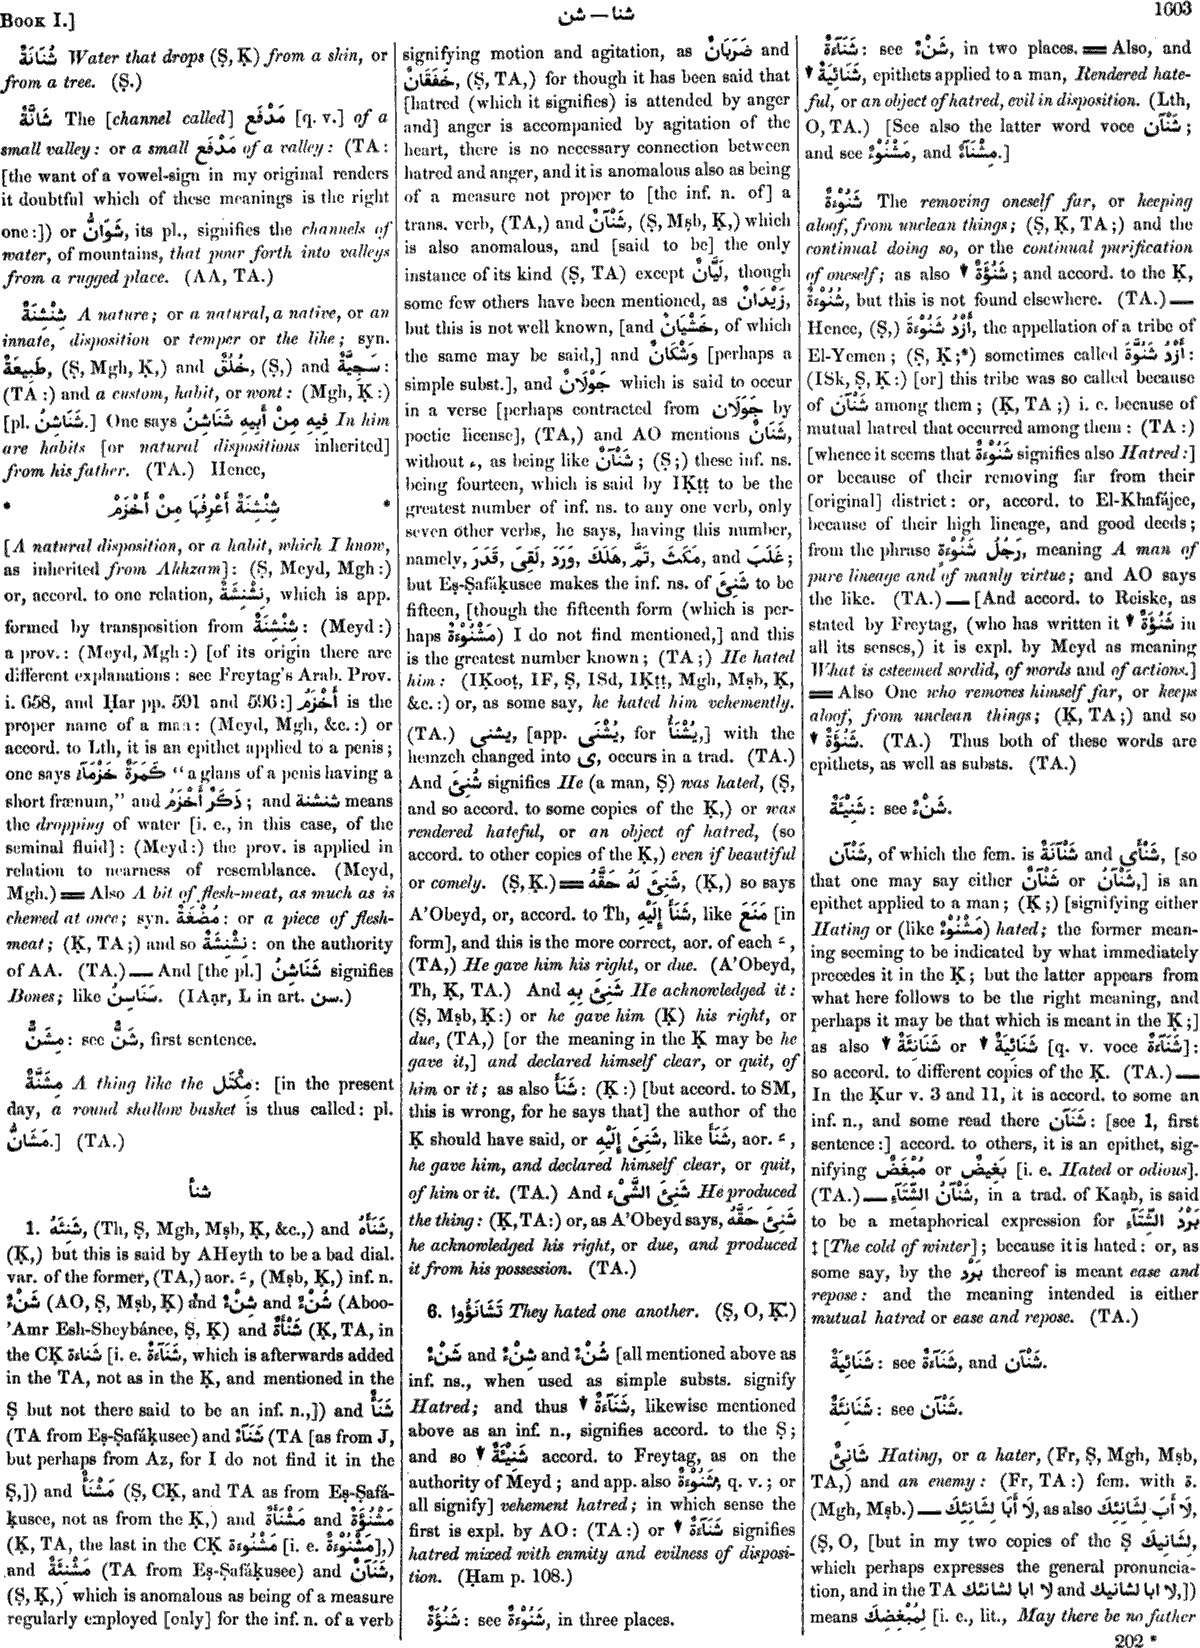 BOOK I.]
شنأ — شن
1603
شُنَانَةٌ Water that drops (Ṣ, Ḳ) from a skin, or
from a tree. (Ṣ.)
شَانَّةٌ The [channel called] مَدْفَع [q. v.] of a
small valley: or a small مَدْفَع of a valley: (TA:
[the want of a vowel-sign in my original renders
it doubtful which of these meanings is the right
one:]) or شَوَانُّ, its pl., signifies the channels of
water, of mountains, that pour forth into valleys
from a rugged place. (AA, TA.)
شِنْشِنَةٌ A nature; or a natural, a native, or an
innate, disposition or temper or the like; syn.
طَبِيعَةٌ, (Ṣ, Mgh, Ḳ,) and خُلُقٌ, (Ṣ,) and سَجِيَّةٌ:
(TA:) and a custom, habit, or wont: (Mgh, Ḳ:)
[pl. شَنَاشِنُ.] One says فِيهِ مِنْ أَبِيهِ شَنَاشِنُ In him
are habits [or natural dispositions inherited]
from his father. (TA.) Hence,
* شِنْشِنَةٌ أَعْرِفُهَا مِنْ أَخْزَمْ *
[A natural disposition, or a habit, which I know,
as inherited from Akhzam]: (Ṣ, Meyd, Mgh:)
or, accord. to one relation, نِشْنِشَةٌ, which is app.
formed by transposition from شِنْشِنَةٌ: (Meyd:)
a prov.: (Meyd, Mgh:) [of its origin there are
different explanations: see Freytag's Arab. Prov.
i. 658, and Ḥar pp. 591 and 596:] أَخْزَمُ is the
proper name of a man: (Meyd, Mgh, &c.:) or
accord. to Lth, it is an epithet applied to a penis;
one says كَمَرَةٌ خَزْمَآءُ "a glans of a penis having a
short frænum," and ذَكَرٌ أَخْزَمُ; and شنشنة means
the dropping of water [i. e., in this case, of the
seminal fluid]: (Meyd:) the prov. is applied in
relation to nearness of resemblance. (Meyd,
Mgh.) ═ Also A bit of flesh-meat, as much as is
chewed at once; syn. مُضْغَةٌ: or a piece of flesh-
meat; (Ḳ, TA;) and so نِشْنِشَةٌ: on the authority
of AA. (TA.) — And [the pl.] شَنَاشِنُ signifies
Bones; like سَنَاسِنُ. (IAạr, L in art. سن.)
مِشَنٌّ: see شَنٌّ, first sentence.
مِشَنَّةٌ A thing like the مِكْتَل: [in the present
day, a round shallow basket is thus called: pl.
مَشَانُّ.] (TA.)
شنأ
1. شَنِئَهُ, (Th, Ṣ, Mgh, Mṣb, Ḳ, &c.,) and شَنَأَهُ,
(Ḳ,) but this is said by AHeyth to be a bad dial.
var. of the former, (TA,) aor. ـَ, (Mṣb, Ḳ,) inf. n.
شَنْءٌ (AO, Ṣ, Mṣb, Ḳ) and شِنْءٌ and شُنْءٌ (Aboo-
'Amr Esh-Sheybánee, Ṣ, Ḳ) and شَنْأَةٌ (Ḳ, TA, in
the CḲ شَناءَة [i. e. شَنَآءَةٌ, which is afterwards added
in the TA, not as in the Ḳ, and mentioned in the
Ṣ but not there said to be an inf. n.,]) and شَنَأٌ
(TA from Eṣ-Ṣafáḳusee) and شَنَآءٌ (TA [as from J,
but perhaps from Az, for I do not find it in the
Ṣ,]) and مَشْنَأٌ (Ṣ, CḲ, and TA as from Eṣ-Ṣafá-
ḳusee, not as from the Ḳ,) and مَشْنَأَةٌ and مَشْنُؤَةٌ
(Ḳ, TA, the last in the CḲ مَشْنُوءَة [i. e. مَشْنُوْءَةٌ],)
and مَشْنِئَةٌ (TA from Eṣ-Ṣafáḳusee) and شَنَآنٌ,
(Ṣ, Ḳ,) which is anomalous as being of a measure
regularly employed [only] for the inf. n. of a verb
signifying motion and agitation, as ضَرَبَانٌ and
خَفَقَانٌ, (Ṣ, TA,) for though it has been said that
[hatred (which it signifies) is attended by anger
and] anger is accompanied by agitation of the
heart, there is no necessary connection between
hatred and anger, and it is anomalous also as being
of a measure not proper to [the inf. n. of] a
trans. verb, (TA,) and شَنْآنٌ, (Ṣ, Mṣb, Ḳ,) which
is also anomalous, and [said to be] the only
instance of its kind (Ṣ, TA) except لَيَّانٌ, though
some few others have been mentioned, as زَيْدَانٌ,
but this is not well known, [and خَشْيَانٌ, of which
the same may be said,] and وَشْكَانٌ [perhaps a
simple subst.], and جَوْلَانٌ which is said to occur
in a verse [perhaps contracted from جَوَلَان by
poetic license], (TA,) and AO mentions شَنَانٌ,
without ء, as being like شَنَآنٌ; (Ṣ;) these inf. ns.
being fourteen, which is said by IḲṭṭ to be the
greatest number of inf. ns. to any one verb, only
seven other verbs, he says, having this number,
namely, قَدَرَ, لَقِىَ, وَرَدَ, هَلَكَ, تَمَّ, مَكَثَ, and غَلَبَ;
but Eṣ-Ṣafáḳusee makes the inf. ns. of شَنِئَ to be
fifteen, [though the fifteenth form (which is per-
haps مَشْنُوْءَةٌ) I do not find mentioned,] and this
is the greatest number known; (TA;) He hated
him: (IḲooṭ, IF, Ṣ, ISd, IḲṭṭ, Mgh, Mṣb, Ḳ,
&c.:) or, as some say, he hated him vehemently.
(TA.) يشنى, [app. يُشْنَى, for يُشْنَأُ,] with the
hemzeh changed into ى, occurs in a trad. (TA.)
And شُنِئَ signifies He (a man, Ṣ) was hated, (Ṣ,
and so accord. to some copies of the Ḳ,) or was
rendered hateful, or an object of hatred, (so
accord. to other copies of the Ḳ,) even if beautiful
or comely. (Ṣ, Ḳ.) ═ شَنِئَ لَهُ حَقَّهُ, (Ḳ,) so says
A'Obeyd, or, accord. to Th, شَنَأَ إِلَيْهِ, like مَنَعَ [in
form], and this is the more correct, aor. of each ـَ,
(TA,) He gave him his right, or due. (A'Obeyd,
Th, Ḳ, TA.) And شَنِئَ بِهِ He acknowledged it:
(Ṣ, Mṣb, Ḳ:) or he gave him (Ḳ) his right, or
due, (TA,) [or the meaning in the Ḳ may be he
gave it,] and declared himself clear, or quit, of
him or it; as also شَنَأَ: (Ḳ:) [but accord. to SM,
this is wrong, for he says that] the author of the
Ḳ should have said, or شَنِئَ إِلَيْهِ, like شَنَأَ, aor. ـَ,
he gave him, and declared himself clear, or quit,
of him or it. (TA.) And شَنِئَ الشَّىْءَ He produced
the thing: (Ḳ, TA:) or, as A'Obeyd says, شَنِئَ حَقَّهُ
he acknowledged his right, or due, and produced
it from his possession. (TA.)
6. تَشَانَؤُوا They hated one another. (Ṣ, O, Ḳ.)
شَنْءٌ and شِنْءٌ and شُنْءٌ [all mentioned above as
inf. ns., when used as simple substs. signify
Hatred; and thus ▾ شَنَآءَةٌ, likewise mentioned
above as an inf. n., signifies accord. to the Ṣ;
and so ▾ شَنِيْئَةٌ accord. to Freytag, as on the
authority of Meyd; and app. also شَنُوْءَةٌ, q. v.; or
all signify] vehement hatred; in which sense the
first is expl. by AO: (TA:) or ▾ شَنَآءَةٌ signifies
hatred mixed with enmity and evilness of disposi-
tion. (Ḥam p. 108.)
شَنُؤَةٌ: see شَنُوْءَةٌ, in three places.
شَنَآءَةٌ: see شَنْءٌ, in two places. ═ Also, and
▾ شَنَائِيَةٌ, epithets applied to a man, Rendered hate-
ful, or an object of hatred, evil in disposition. (Lth,
O, TA.) [See also the latter word voce شَنْآن;
and see مَشْنُوْءٌ, and مِشْنَآءٌ.]
شَنُوْءَةٌ The removing oneself far, or keeping
aloof, from unclean things; (Ṣ, Ḳ, TA;) and the
continual doing so, or the continual purification
of oneself; as also ▾ شَنُؤَةٌ; and accord. to the Ḳ,
شُنُوْءَةٌ, but this is not found elsewhere. (TA.) —
Hence, (Ṣ,) أَزْدُ شَنُوْءَةَ, the appellation of a tribe of
El-Yemen; (Ṣ, Ḳ;*) sometimes called أَزْدُ شَنُوَّةَ:
(ISk, Ṣ, Ḳ:) [or] this tribe was so called because
of شَنَآن among them; (Ḳ, TA;) i. e. because of
mutual hatred that occurred among them: (TA:)
[whence it seems that شَنُوْءَةٌ signifies also Hatred:]
or because of their removing far from their
[original] district: or, accord. to El-Khafájee,
because of their high lineage, and good deeds;
from the phrase رَجُلٌ شَنُوْءَةٌ, meaning A man of
pure lineage and of manly virtue; and AO says
the like. (TA.) — [And accord. to Reiske, as
stated by Freytag, (who has written it ▾ شَنُؤَةٌ in
all its senses,) it is expl. by Meyd as meaning
What is esteemed sordid, of words and of actions.]
═ Also One who removes himself far, or keeps
aloof, from unclean things; (Ḳ, TA;) and so
▾ شَنُؤَةٌ. (TA.) Thus both of these words are
epithets, as well as substs. (TA.)
شَنِيْئَةٌ: see شَنْءٌ.
شَنْآن, of which the fem. is شَنْآنَةٌ and شَنْأَى, [so
that one may say either شَنْآنٌ or شَنْآنُ,] is an
epithet applied to a man; (Ḳ;) [signifying either
Hating or (like مَشْنُوْءٌ) hated; the former mean-
ing seeming to be indicated by what immediately
precedes it in the Ḳ; but the latter appears from
what here follows to be the right meaning, and
perhaps it may be that which is meant in the Ḳ;]
as also ▾ شَنَانِئَةٌ or ▾ شَنَائِيَةٌ [q. v. voce شَنَآءَةٌ]:
so accord. to different copies of the Ḳ. (TA.) —
In the Ḳur v. 3 and 11, it is accord. to some an
inf. n., and some read there شَنَآن: [see 1, first
sentence:] accord. to others, it is an epithet, sig-
nifying مُبْغَض or بَغِيض [i. e. Hated or odious].
(TA.) — شَنَآنُ الشِّتَآءِ, in a trad. of Kaạb, is said
to be a metaphorical expression for بَرْدُ الشِّتَآءِ
‡ [The cold of winter]; because it is hated: or, as
some say, by the بَرْد thereof is meant ease and
repose: and the meaning intended is either
mutual hatred or ease and repose. (TA.)
شَنَائِيَةٌ: see شَنَآءَةٌ, and شَنْآن.
شَنَانِئَةٌ: see شَنْآن.
شَانِئٌ Hating, or a hater, (Fr, Ṣ, Mgh, Mṣb,
TA,) and an enemy: (Fr, TA:) fem. with ة.
(Mgh, Mṣb.) — لَا أَبَا لِشَانِئِكَ, as also لَا أَبَ لِشَانِئِكَ,
(Ṣ, O, [but in my two copies of the Ṣ لِشَانِيكَ,
which perhaps expresses the general pronuncia-
tion, and in the TA لا ابا لشانئك and لا ابا لشانيك,])
means لِمُبْغِضِكَ [i. e., lit., May there be no father
202 *